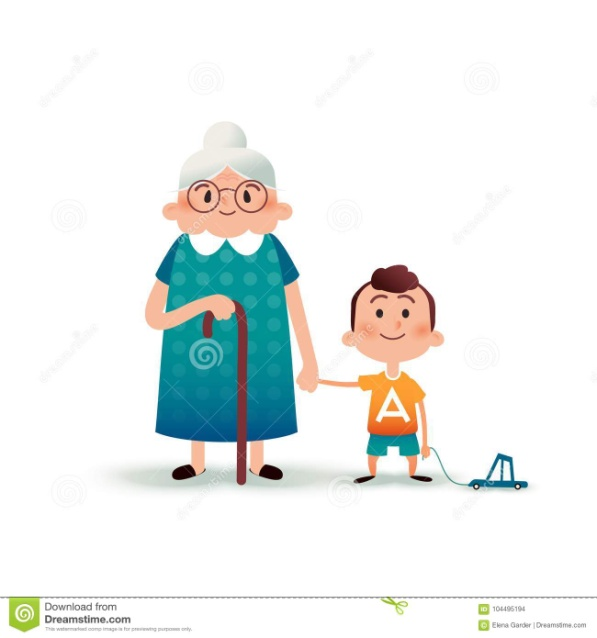 A
Download from
Dreamstime.com
This watermarked comp image is for previewing purposes only.
104495194
© Elena Garder | Dreamstime.com